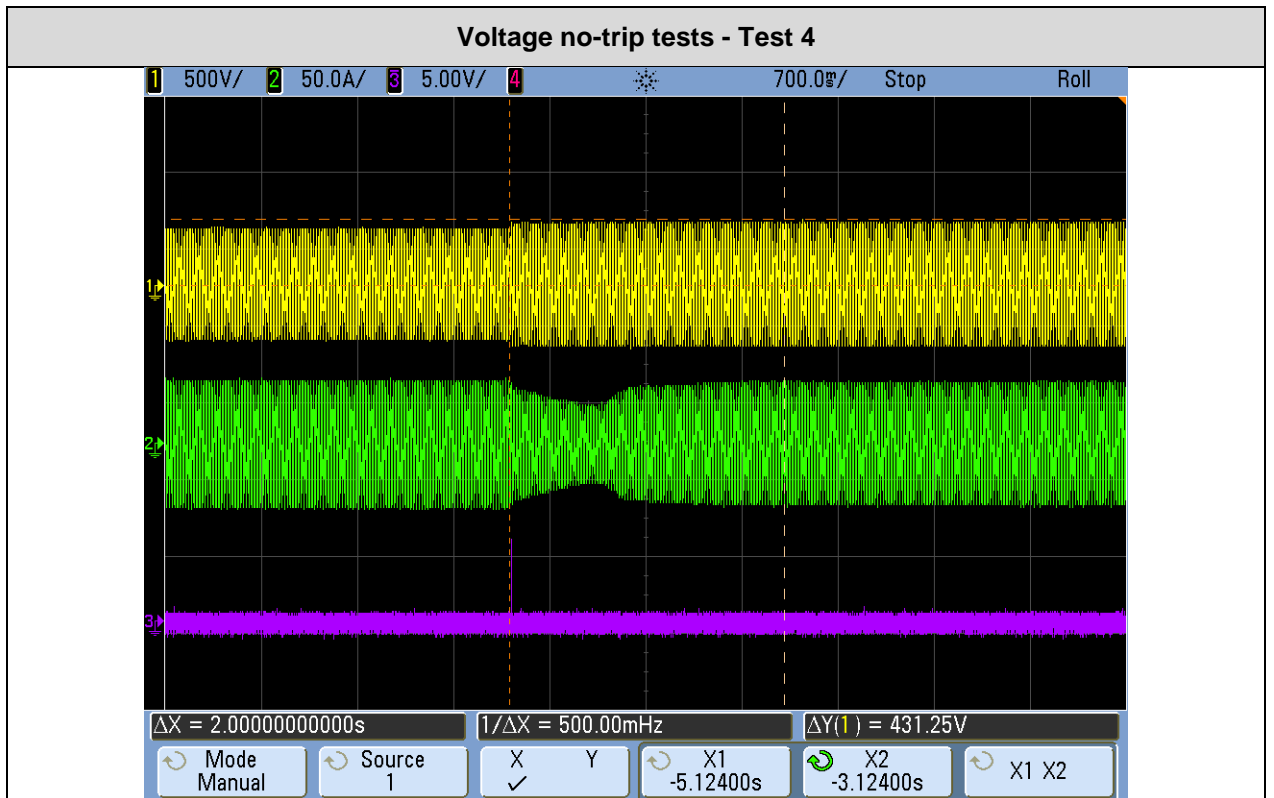 Voltage no-trip tests - Test 4
1 500V/ 2 50.0A/ 3 5.00V/ 4 700.0ms/ Stop Roll
1
2
3
ΔX = 2.00000000000s 1/ΔX = 500.00mHz ΔY(1) = 431.25V
Mode Source X Y X1 X2 X1 X2
Manual 1 ✓ -5.12400s -3.12400s